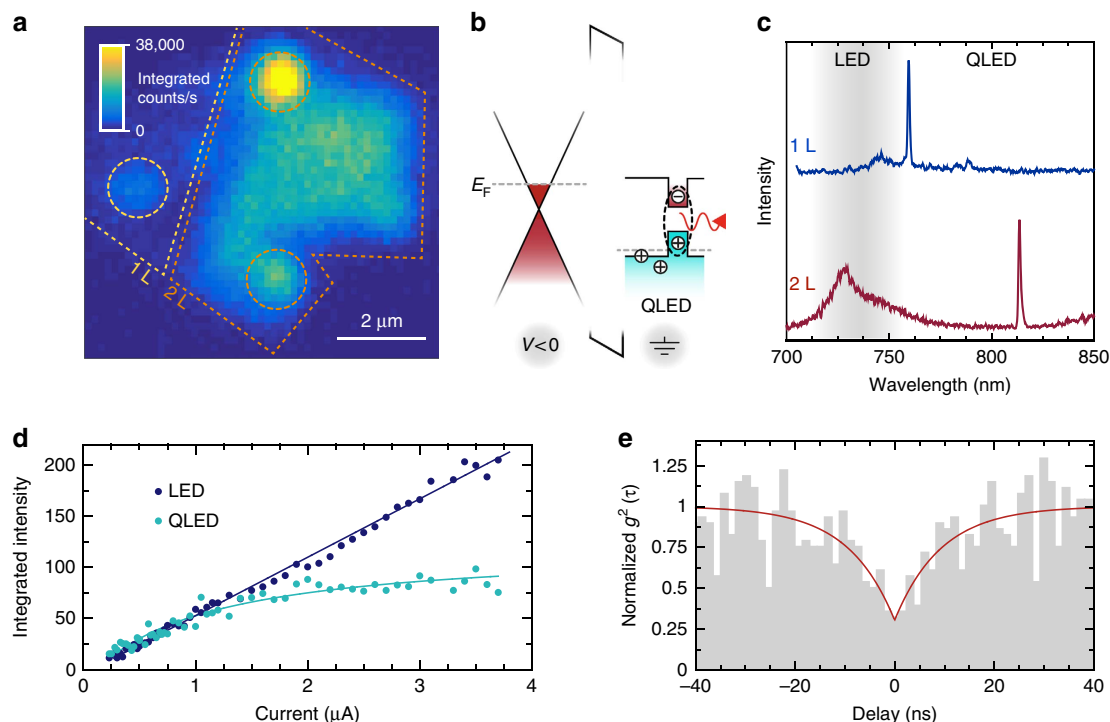 a
38,000
Integrated
counts/s
0
1 L
2 L
2 μm
b
E_F
QLED
V<0
c
LED QLED
1 L
2 L
Intensity
700 750 800 850
Wavelength (nm)
d
200
150
100
50
0
Integrated intensity
LED
QLED
0 1 2 3 4
Current (μA)
e
1.25
1
0.75
0.5
0.25
0
Normalized g² (τ)
−40 −20 0 20 40
Delay (ns)